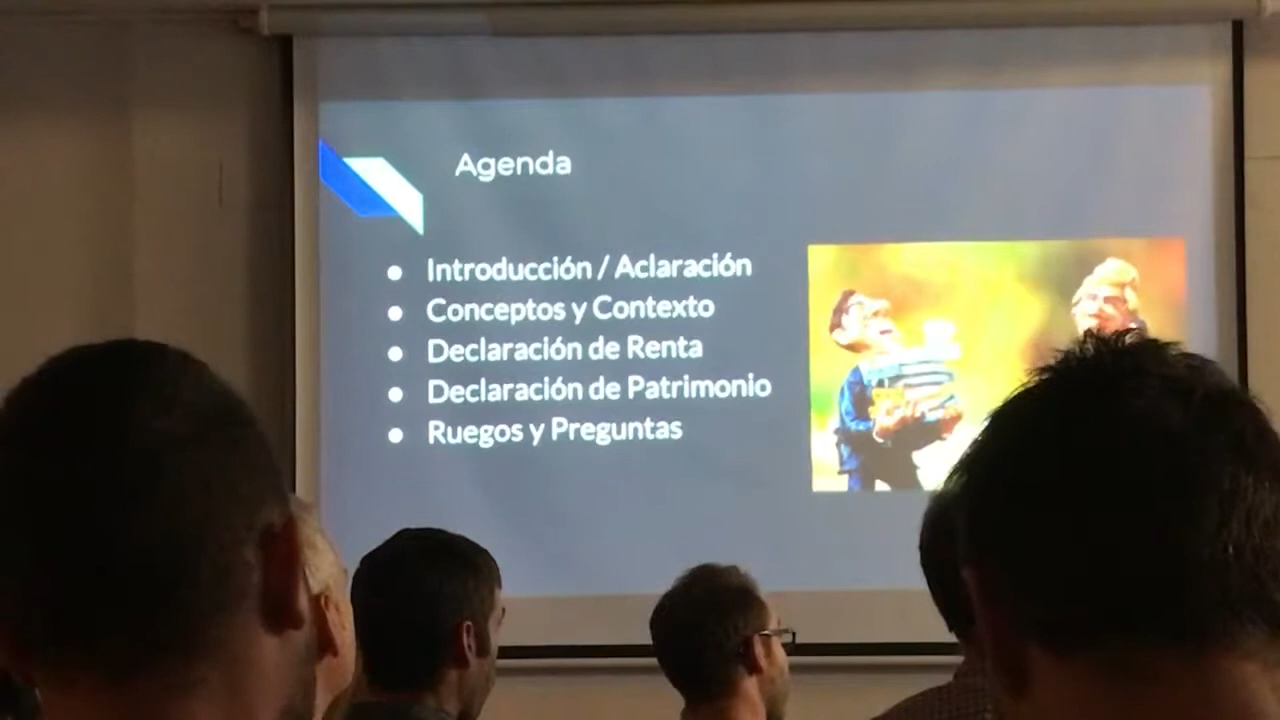 Agenda
Introducción / Aclaración
Conceptos y Contexto
Declaración de Renta
Declaración de Patrimonio
Ruegos y Preguntas